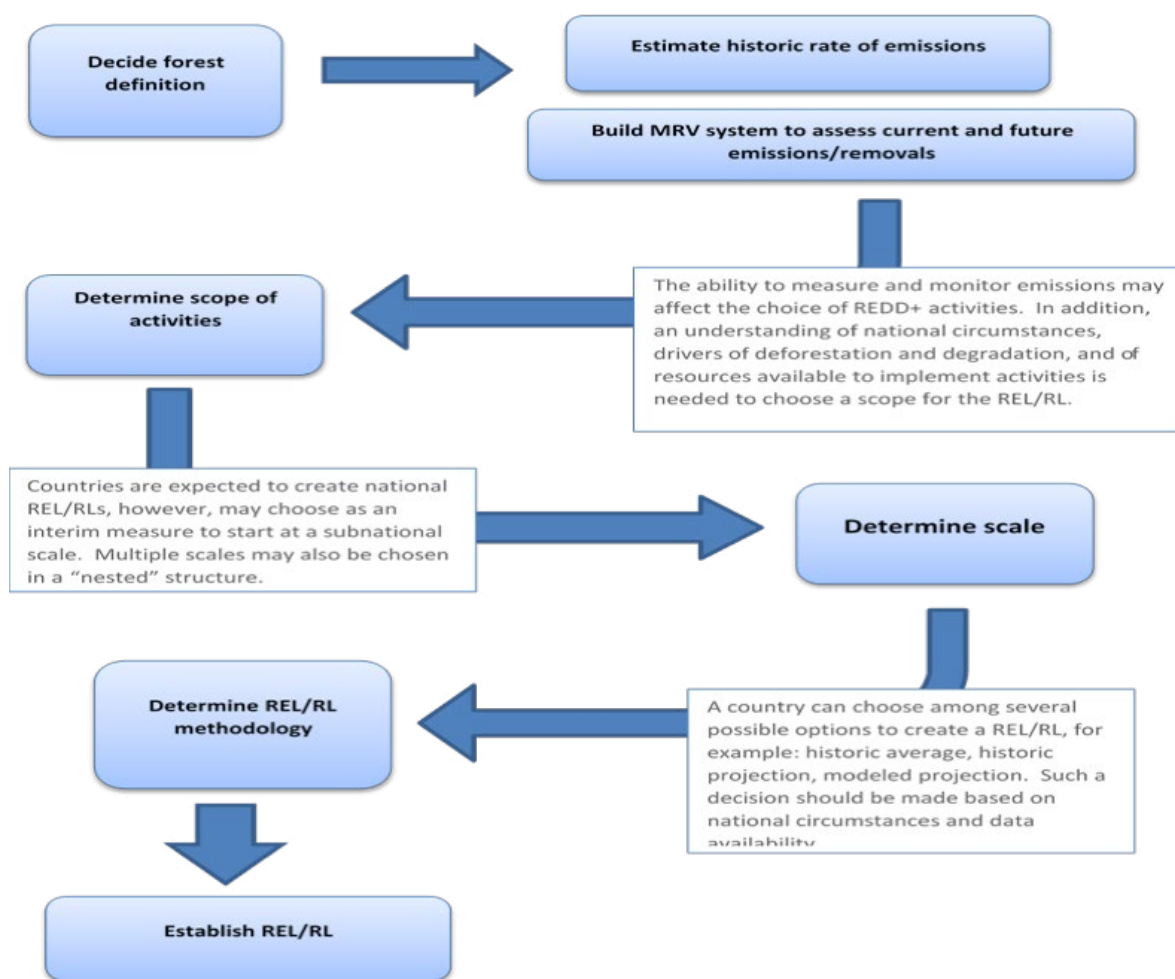 Decide forest
definition
Estimate historic rate of emissions
Build MRV system to assess current and future
emissions/removals
The ability to measure and monitor emissions may
affect the choice of REDD+ activities.  In addition,
an understanding of national circumstances,
drivers of deforestation and degradation, and of
resources available to implement activities is
needed to choose a scope for the REL/RL.
Determine scope of
activities
Countries are expected to create national
REL/RLs, however, may choose as an
interim measure to start at a subnational
scale.  Multiple scales may also be chosen
in a “nested” structure.
Determine scale
A country can choose among several
possible options to create a REL/RL, for
example: historic average, historic
projection, modeled projection.  Such a
decision should be made based on
national circumstances and data
availability
Determine REL/RL
methodology
Establish REL/RL